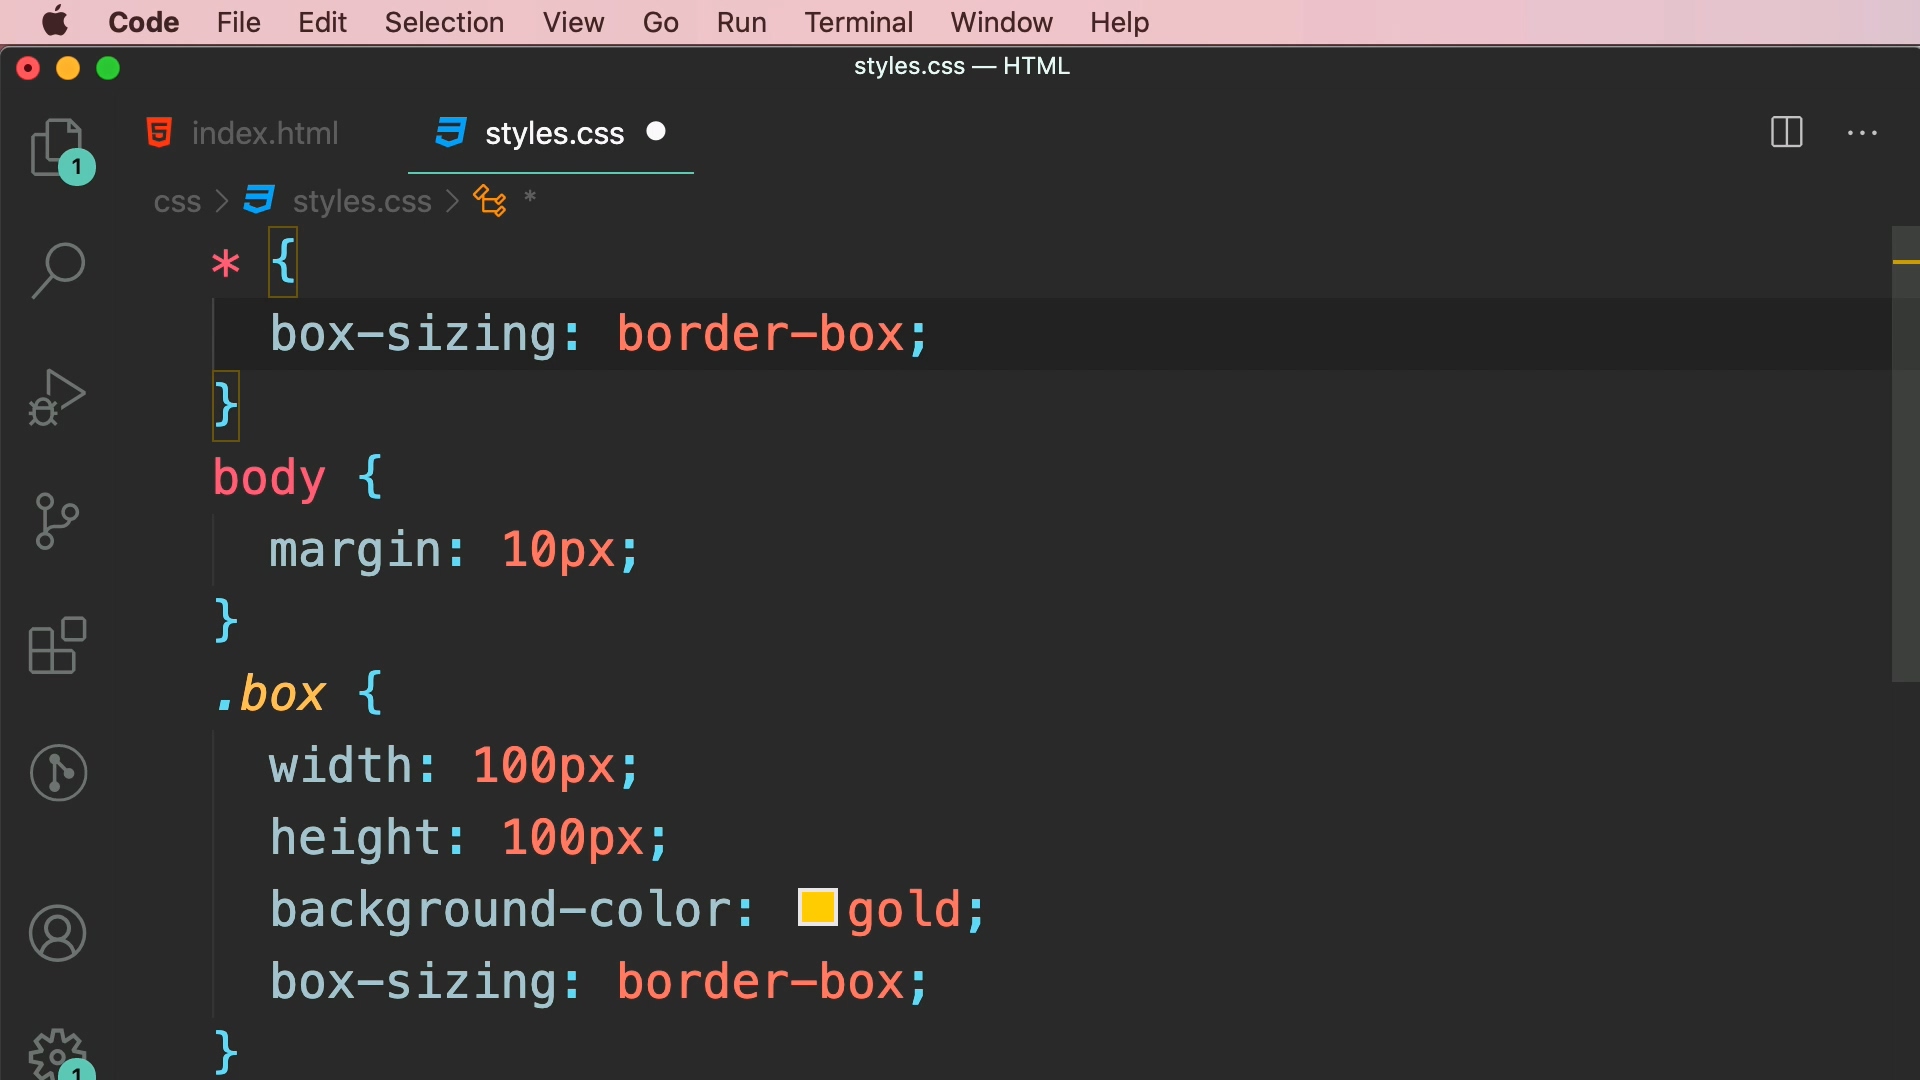 Code File Edit Selection View Go Run Terminal Window Help
styles.css — HTML
index.html styles.css
1
css > styles.css > *
* {
box-sizing: border-box;
}
body {
margin: 10px;
}
.box {
width: 100px;
height: 100px;
background-color: gold;
box-sizing: border-box;
}
1